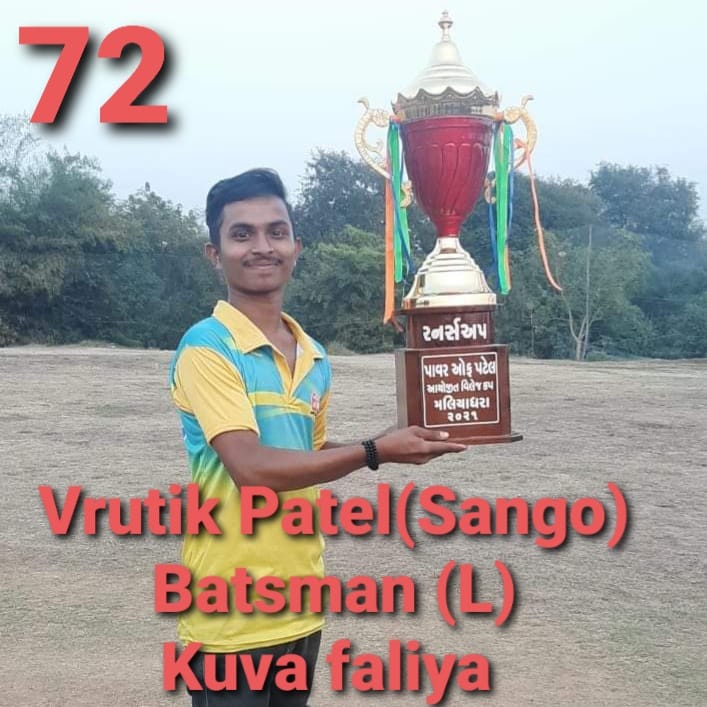 72
રનર્સઅપ
પાવર ઓફ પટેલ
આયોજીત વિલેજ કપ
મલિયાધરા
૨૦૨૧
Vrutik Patel(Sango)
Batsman (L)
Kuva faliya